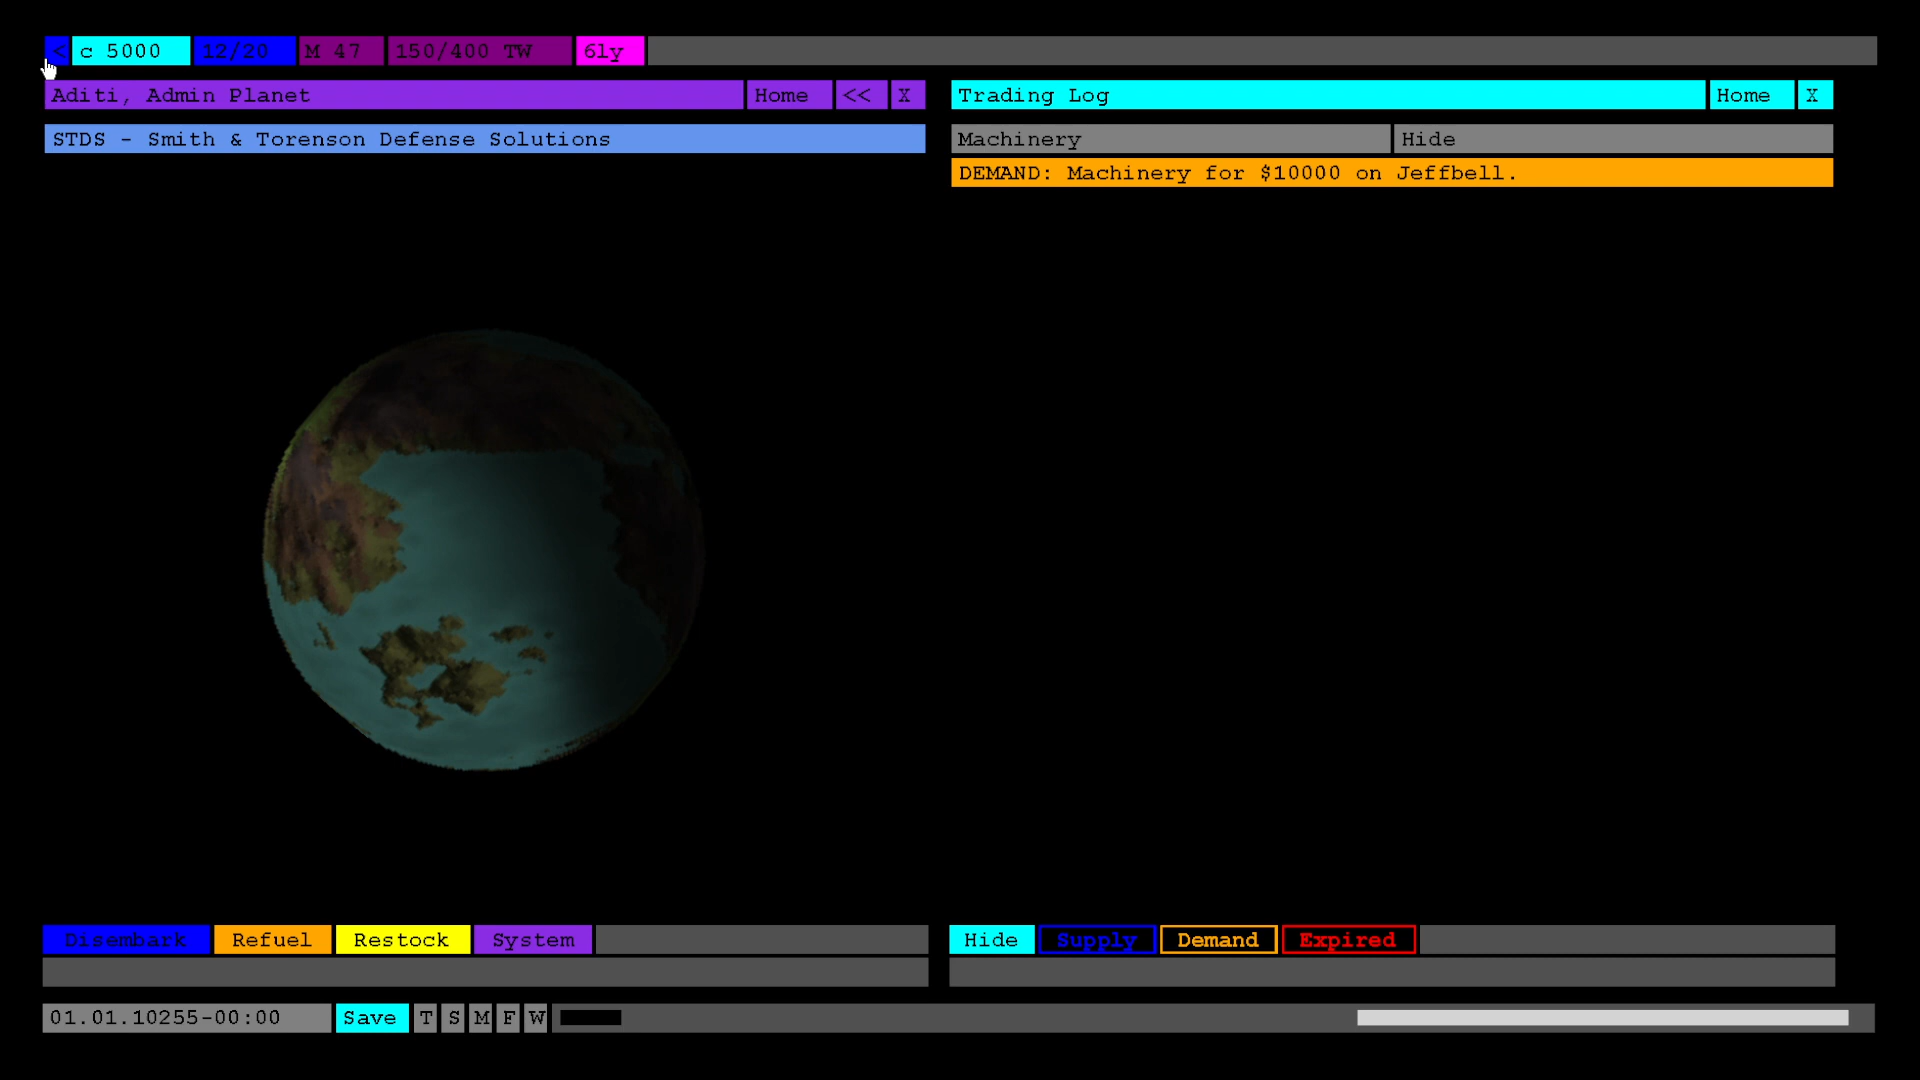 < c 5000 12/20 M 47 150/400 TW 6ly
Aditi, Admin Planet Home << X
STDS - Smith & Torenson Defense Solutions
Trading Log Home X
Machinery Hide
DEMAND: Machinery for $10000 on Jeffbell.
Disembark Refuel Restock System
Hide Supply Demand Expired
01.01.10255-00:00 Save T S M F W